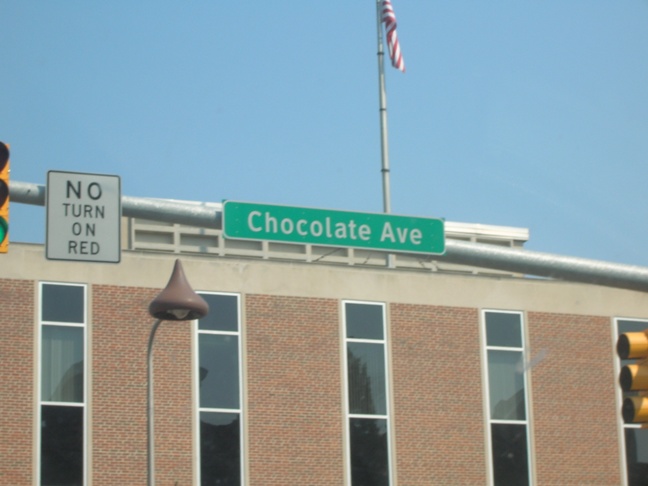 NO
TURN
ON
RED
Chocolate Ave